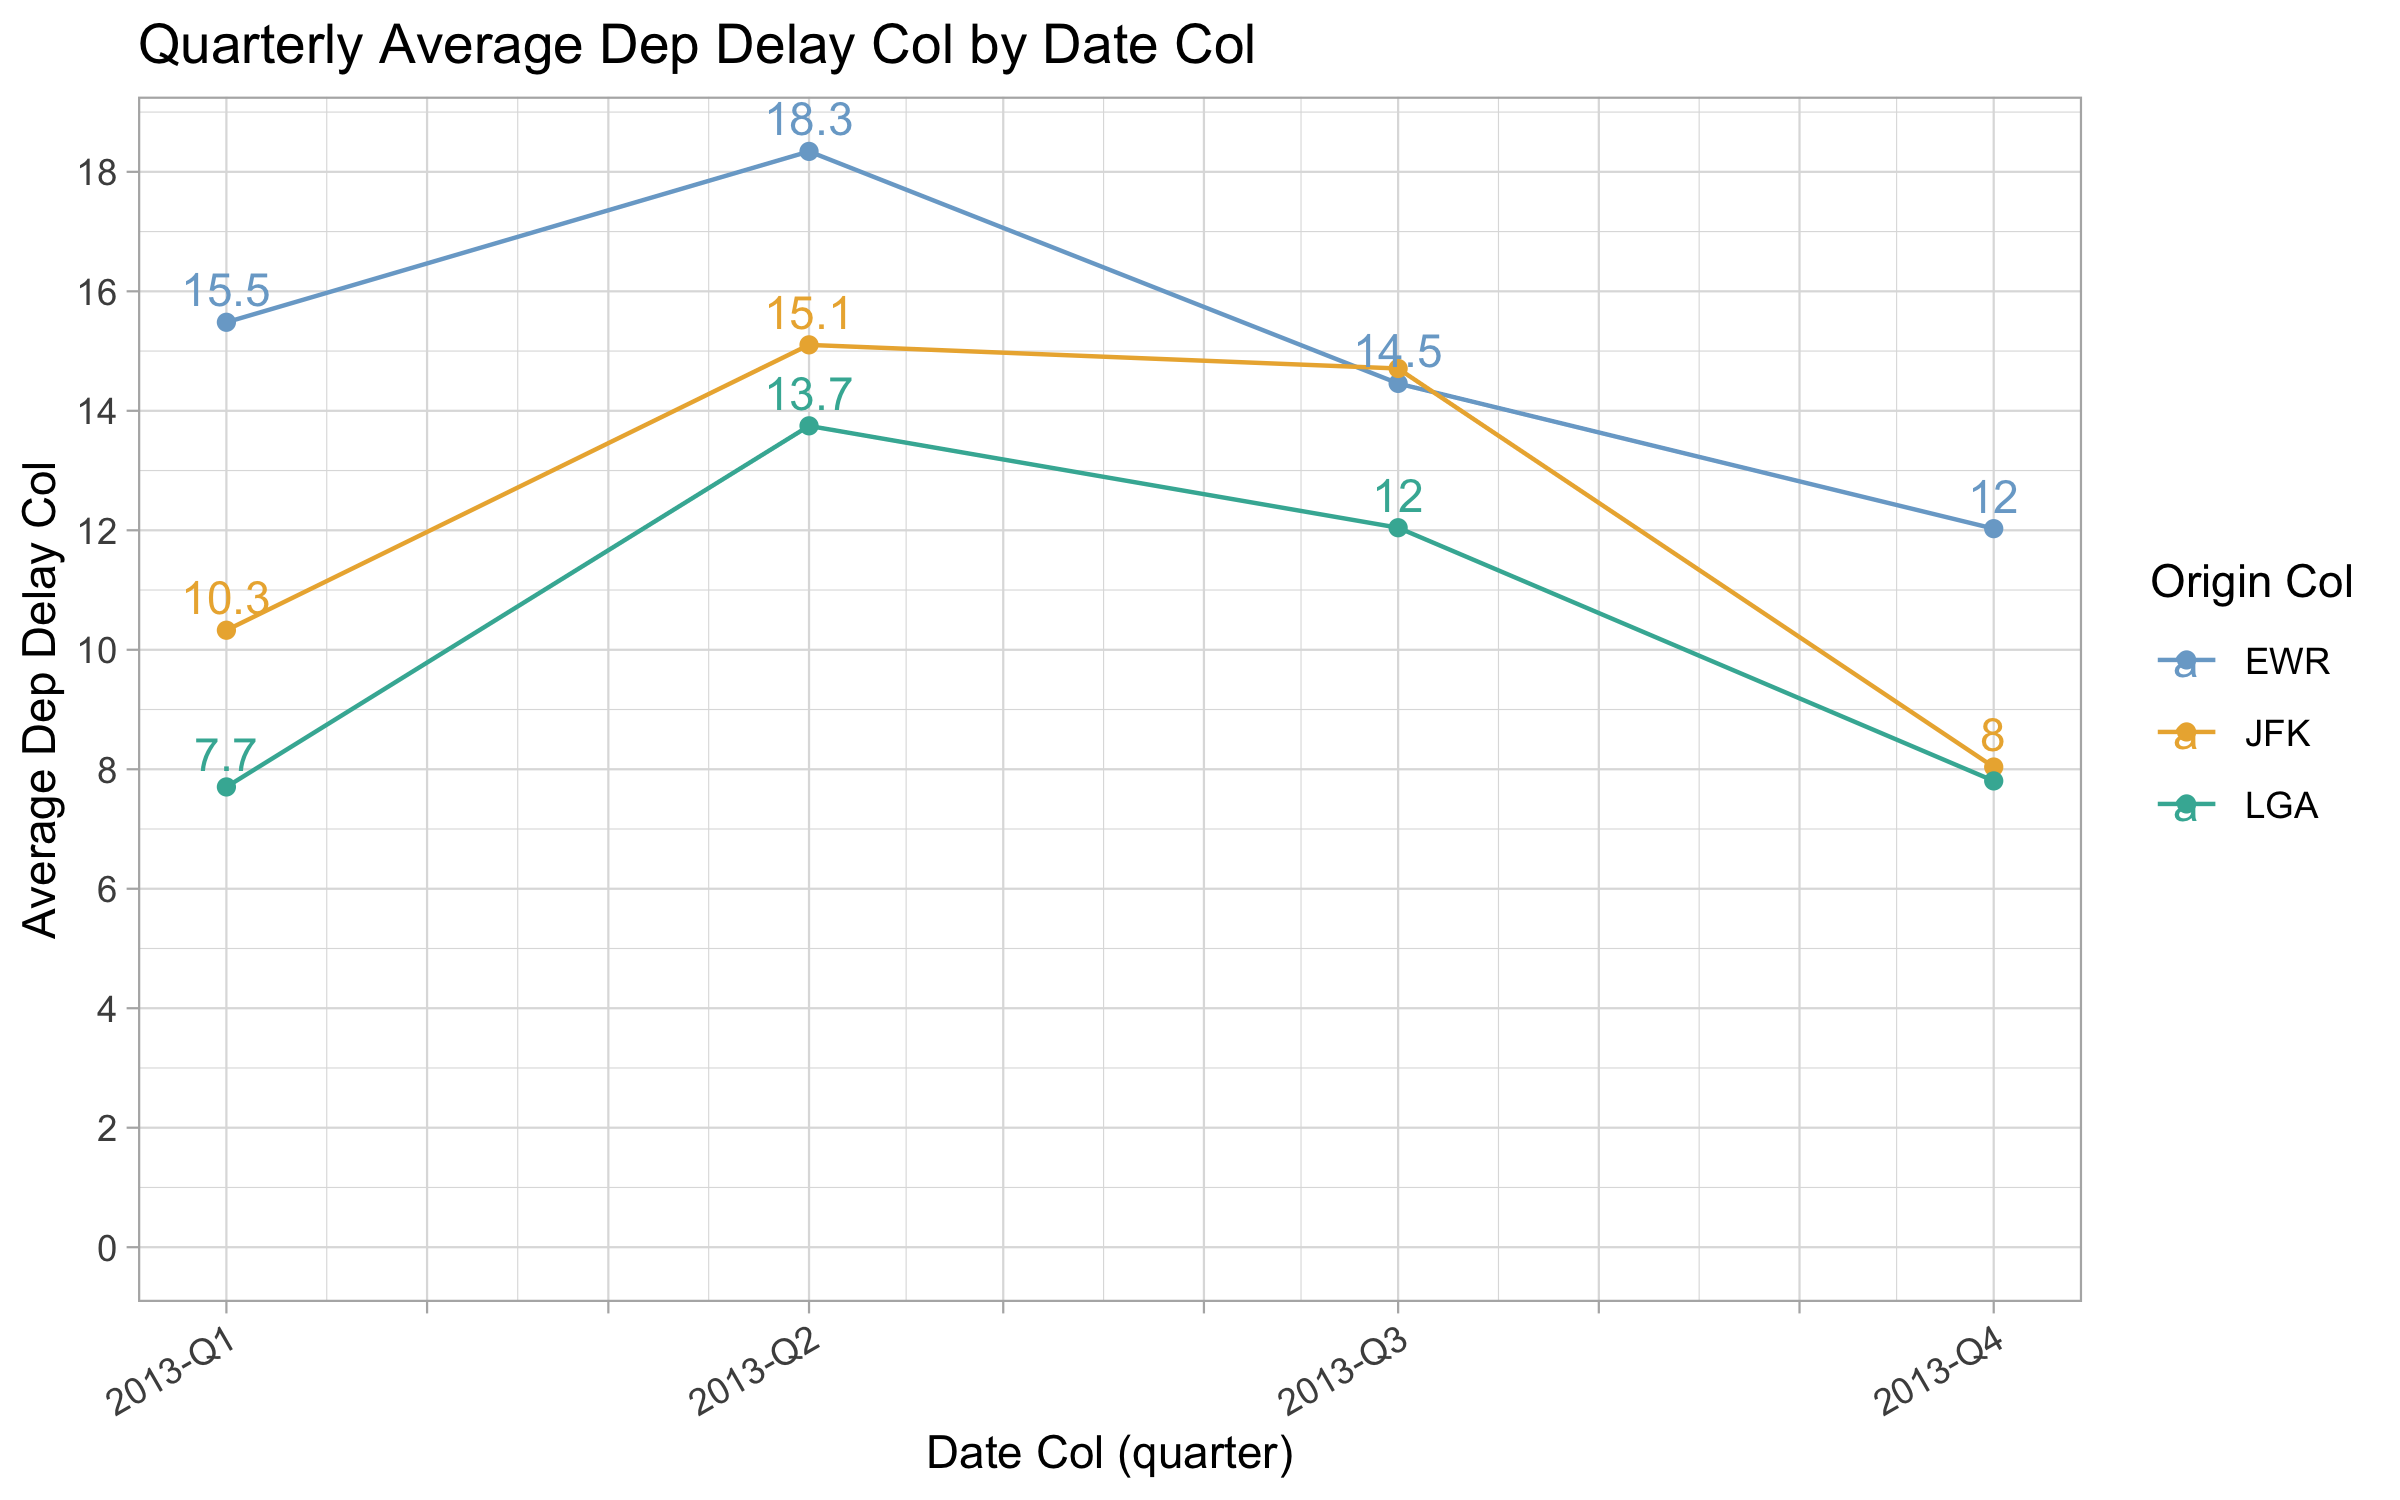 Quarterly Average Dep Delay Col by Date Col
Average Dep Delay Col
18
16
14
12
10
8
6
4
2
0
18.3
15.5
15.1
14.5
13.7
12
12
10.3
7.7
8
2013-Q1
2013-Q2
2013-Q3
2013-Q4
Date Col (quarter)
Origin Col
a EWR
a JFK
a LGA